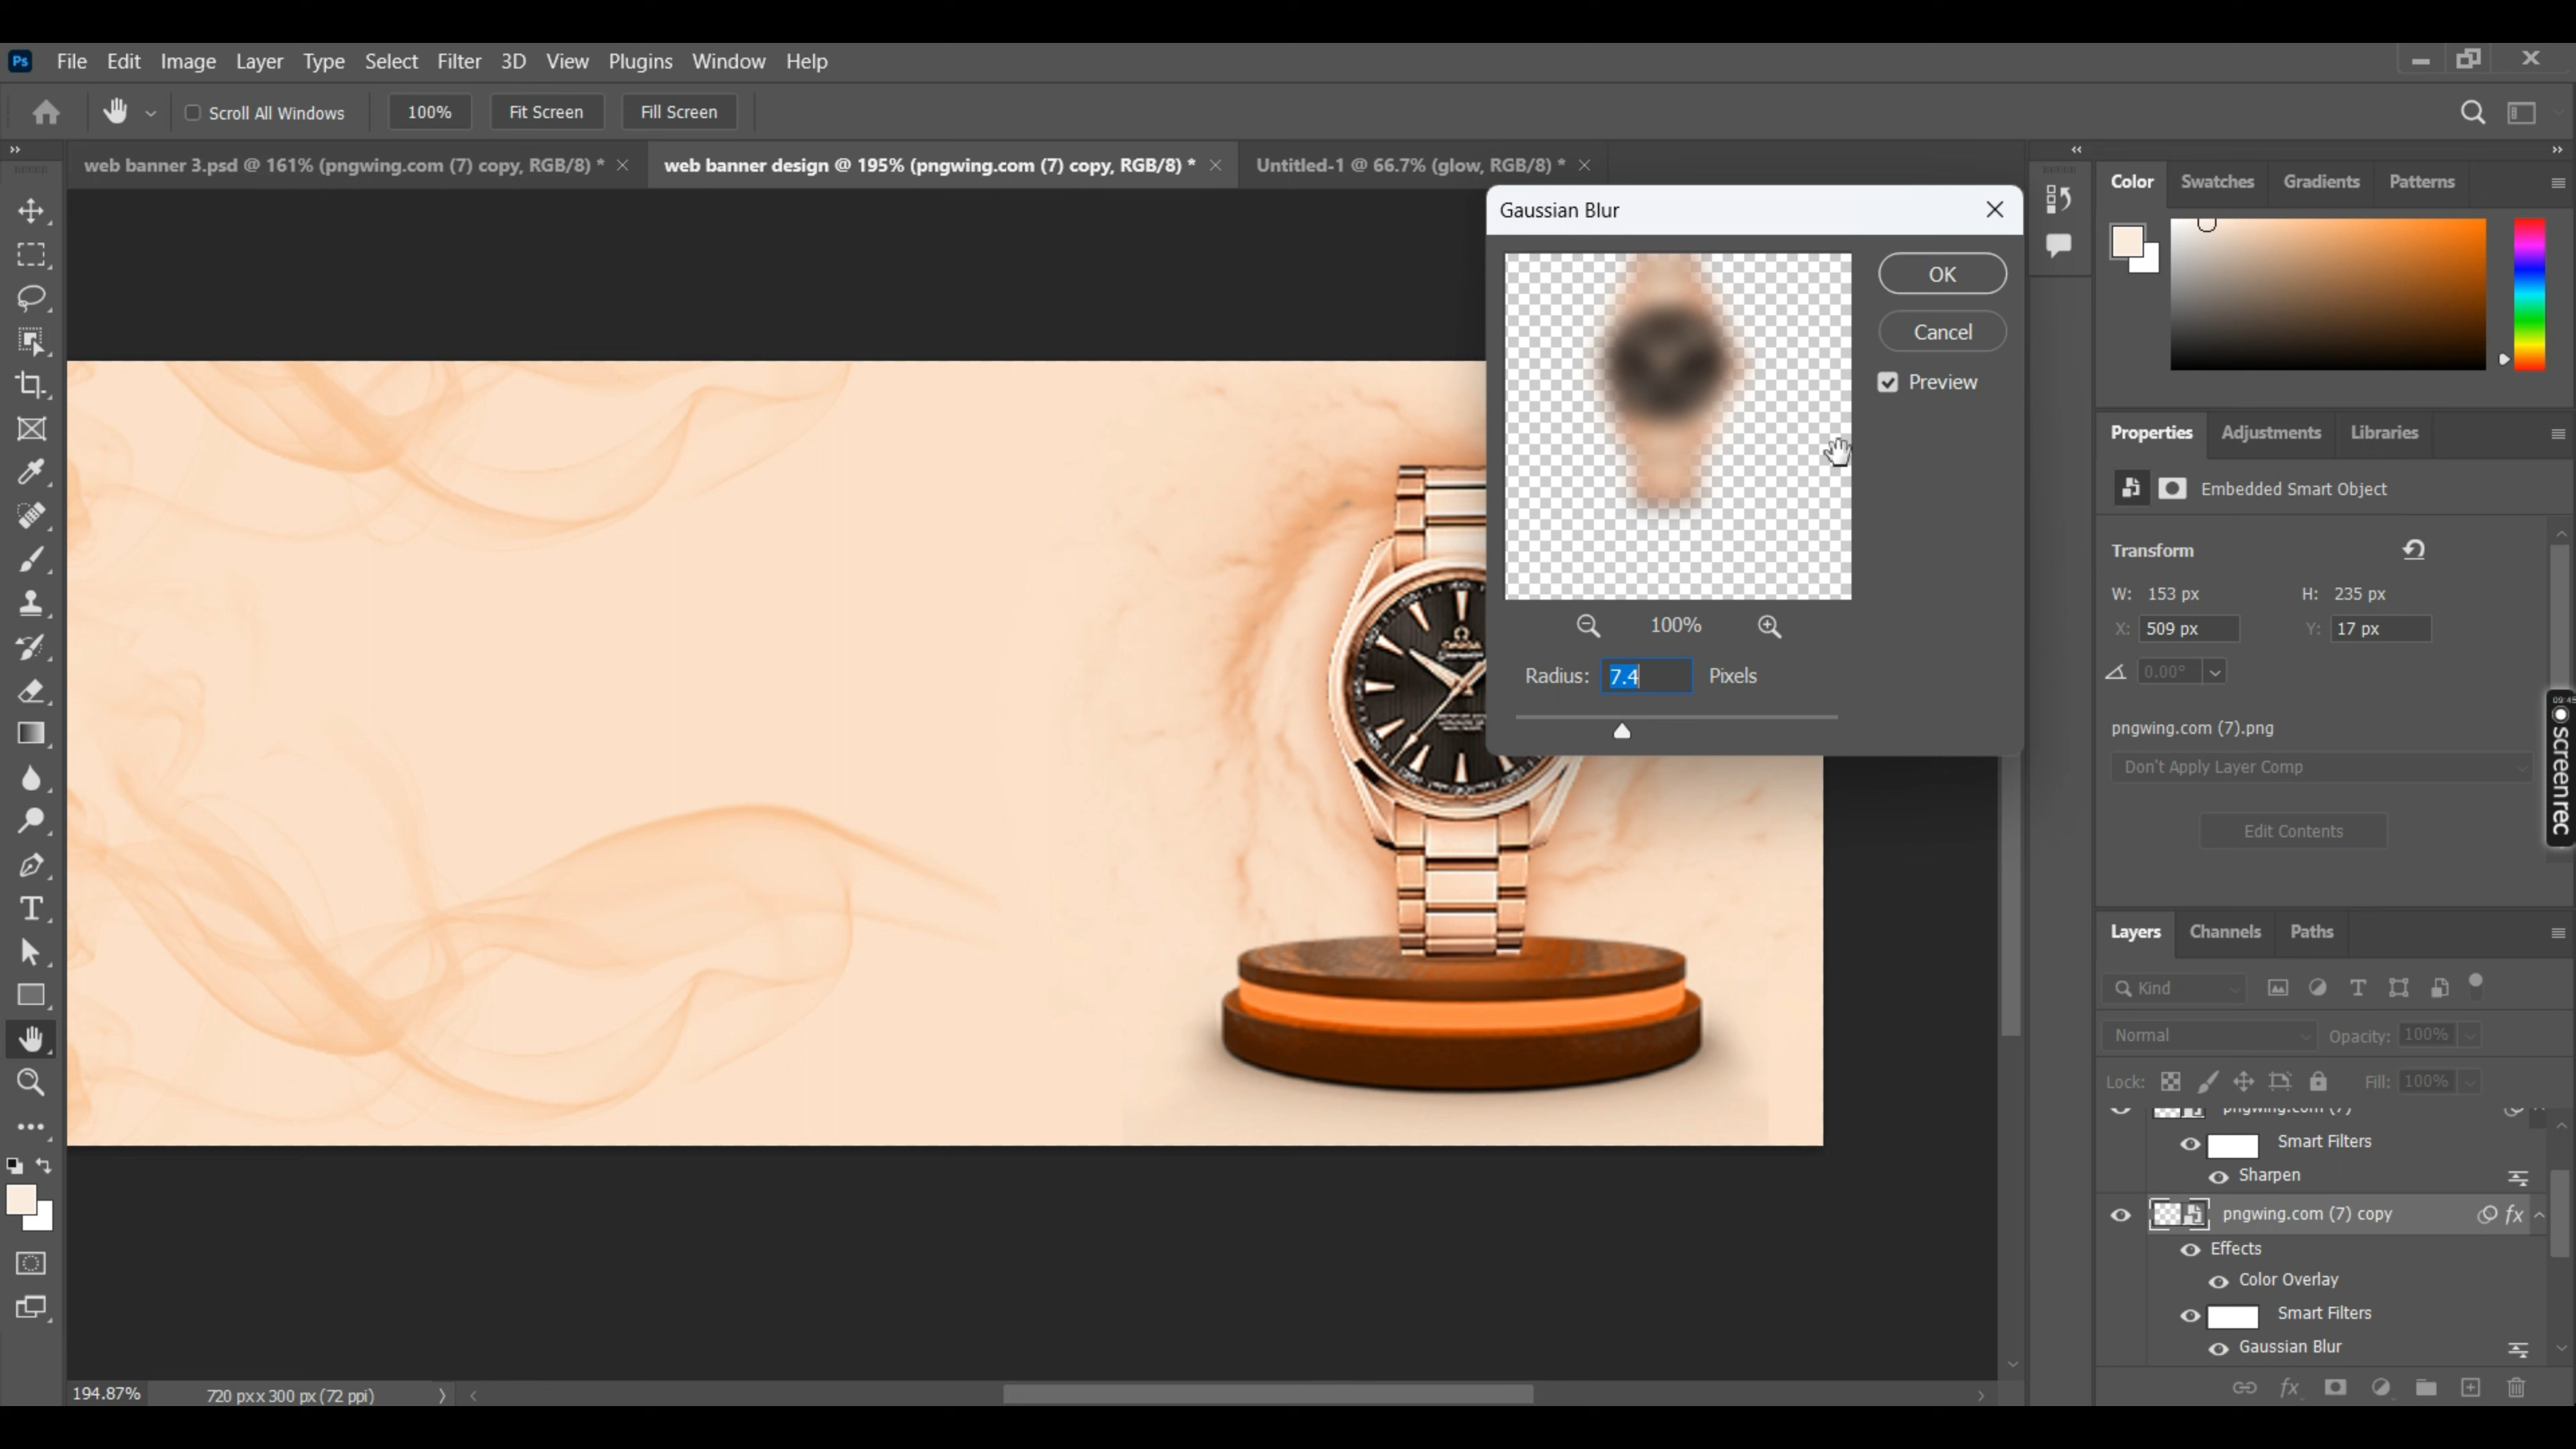 Ps File Edit Image Layer Type Select Filter 3D View Plugins Window Help
Scroll All Windows 100% Fit Screen Fill Screen
web banner 3.psd @ 161% (pngwing.com (7) copy, RGB/8) *
web banner design @ 195% (pngwing.com (7) copy, RGB/8) *
Untitled-1 @ 66.7% (glow, RGB/8) *
Gaussian Blur
OK
Cancel
Preview
100%
Radius: 7.4 Pixels
OMEGA
Color Swatches Gradients Patterns
Properties Adjustments Libraries
Embedded Smart Object
Transform
W: 153 px H: 235 px
X: 509 px Y: 17 px
0.00°
pngwing.com (7).png
Don't Apply Layer Comp
Edit Contents
screenrec
Layers Channels Paths
Kind
Normal Opacity: 100%
Lock: Fill: 100%
pngwing.com (7)
Smart Filters
Sharpen
pngwing.com (7) copy fx
Effects
Color Overlay
Smart Filters
Gaussian Blur
fx
194.87% 720 px x 300 px (72 ppi)